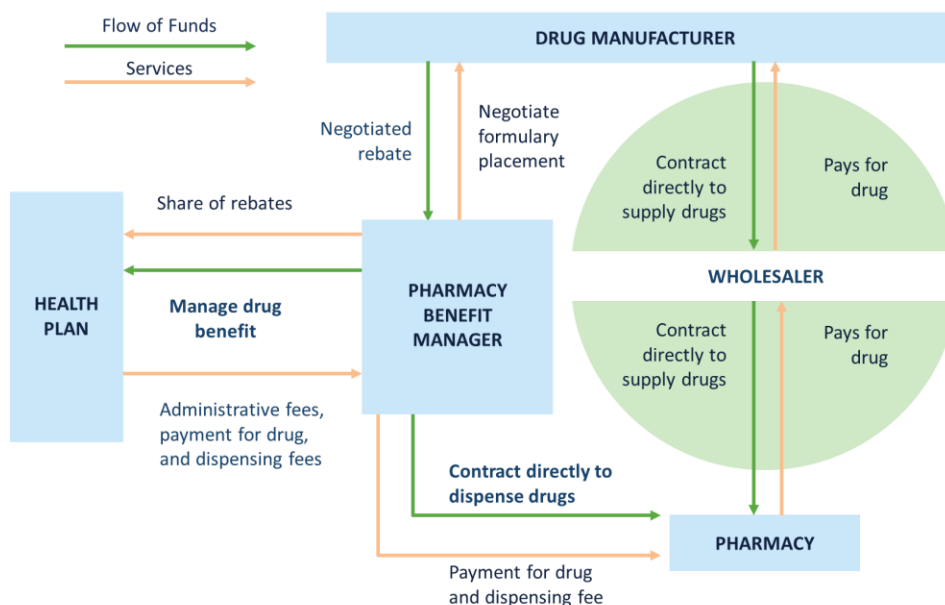 Flow of Funds
Services
DRUG MANUFACTURER
Negotiated
rebate
Negotiate
formulary
placement
Contract
directly to
supply drugs
Pays for
drug
Share of rebates
HEALTH
PLAN
Manage drug
benefit
PHARMACY
BENEFIT
MANAGER
WHOLESALER
Contract
directly to
supply drugs
Pays for
drug
Administrative fees,
payment for drug,
and dispensing fees
Contract directly to
dispense drugs
PHARMACY
Payment for drug
and dispensing fee